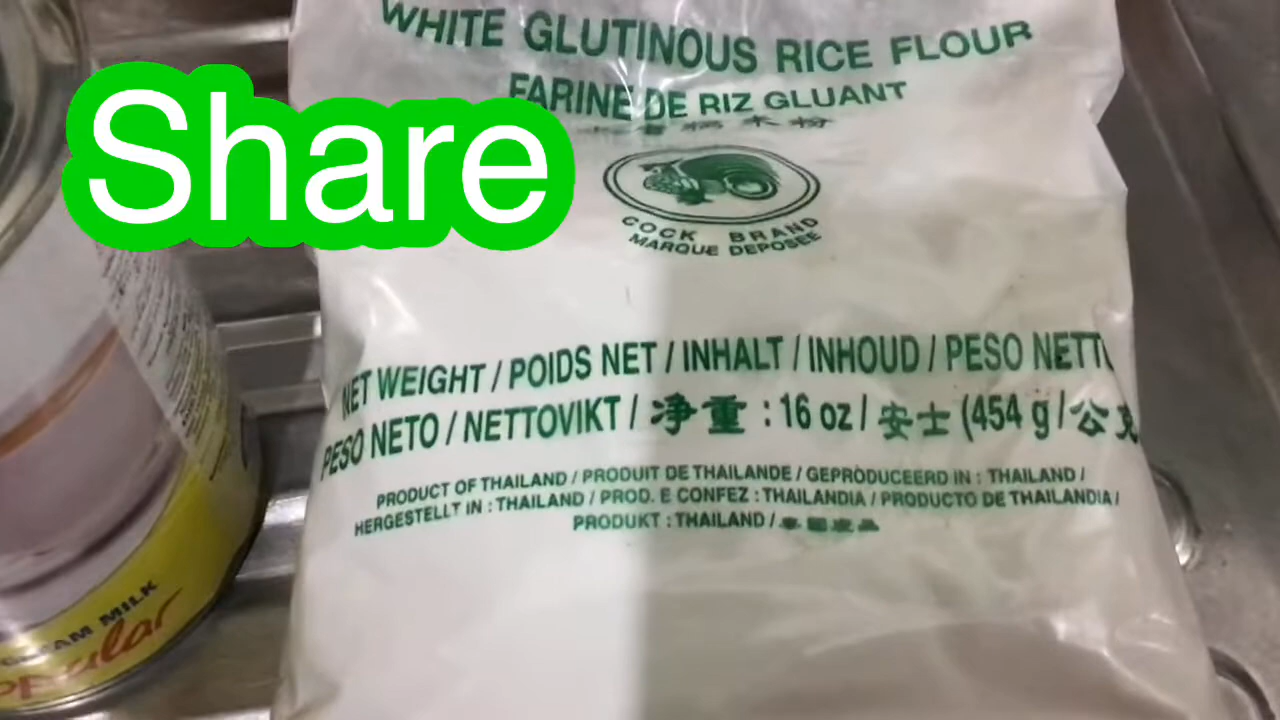 WHITE GLUTINOUS RICE FLOUR
FARINE DE RIZ GLUANT
Share
COCK BRAND
MARQUE DEPOSEE
NET WEIGHT / POIDS NET / INHALT / INHOUD / PESO NETTO
PESO NETO / NETTOVIKT / 净重 : 16 oz / 安士 (454 g / 公克
PRODUCT OF THAILAND / PRODUIT DE THAILANDE / GEPRODUCEERD IN : THAILAND /
HERGESTELLT IN : THAILAND / PROD. E CONFEZ : THAILANDIA / PRODUCTO DE THAILANDIA /
PRODUKT : THAILAND /
CREAM MILK